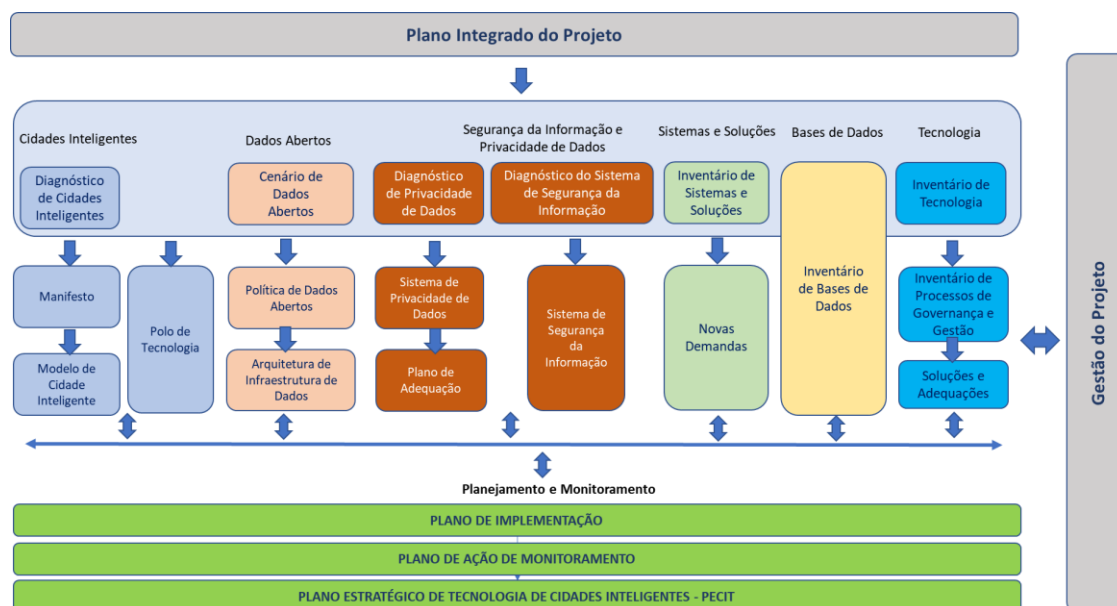 Plano Integrado do Projeto
Cidades Inteligentes
Dados Abertos
Segurança da Informação e
Privacidade de Dados
Sistemas e Soluções
Bases de Dados
Tecnologia
Diagnóstico
de Cidades
Inteligentes
Cenário de
Dados
Abertos
Diagnóstico
de Privacidade
de Dados
Diagnóstico do Sistema
de Segurança da
Informação
Inventário de
Sistemas e
Soluções
Inventário de
Tecnologia
Manifesto
Polo de
Tecnologia
Política de Dados
Abertos
Sistema de
Privacidade de
Dados
Sistema de
Segurança
da
Informação
Novas
Demandas
Inventário
de Bases de
Dados
Inventário de
Processos de
Governança e
Gestão
Modelo de
Cidade
Inteligente
Arquitetura de
Infraestrutura de
Dados
Plano de
Adequação
Soluções e
Adequações
Gestão do Projeto
Planejamento e Monitoramento
PLANO DE IMPLEMENTAÇÃO
PLANO DE AÇÃO DE MONITORAMENTO
PLANO ESTRATÉGICO DE TECNOLOGIA DE CIDADES INTELIGENTES - PECIT